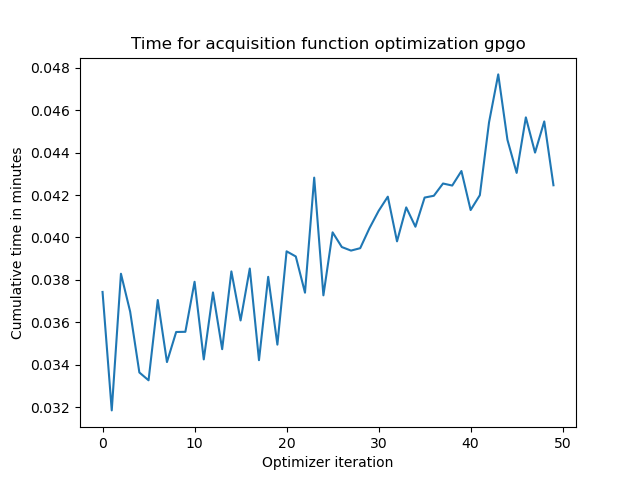 Time for acquisition function optimization gpgo
0.048
0.046
0.044
0.042
0.040
0.038
0.036
0.034
0.032
Cumulative time in minutes
0 10 20 30 40 50
Optimizer iteration